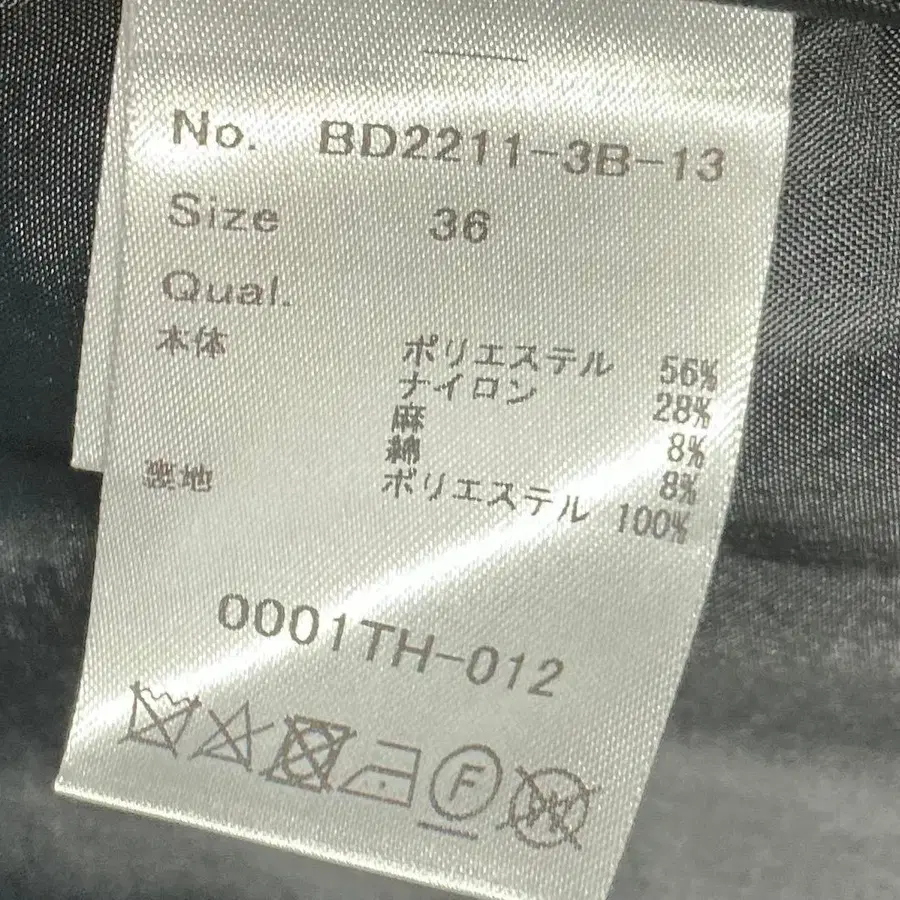 No. BD2211-3B-13
Size 36
Qual.
本体 ポリエステル 56%
ナイロン 28%
麻 8%
綿 8%
裏地 ポリエステル 100%
0001TH-012
F
W